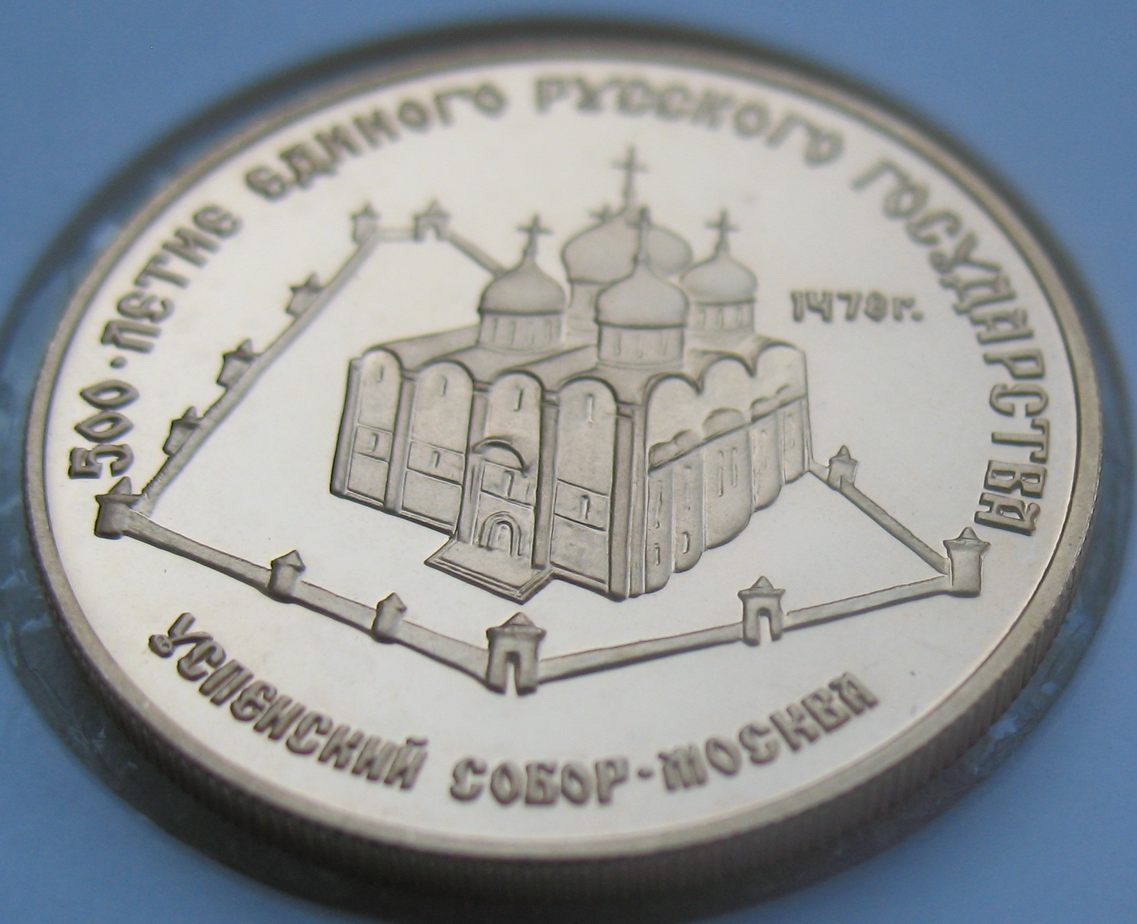 500·ЛЕТИЕ ЕДИНОГО РУССКОГО ГОСУДАРСТВА
1479г.
УСПЕНСКИЙ СОБОР·МОСКВА